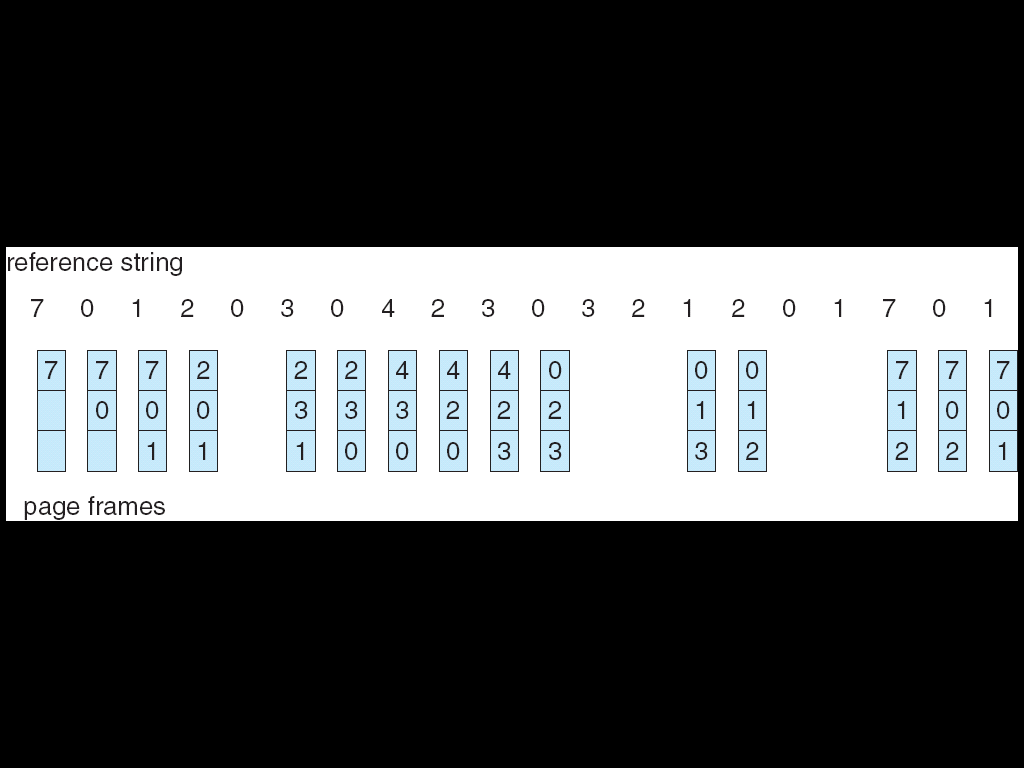 reference string
7 0 1 2 0 3 0 4 2 3 0 3 2 1 2 0 1 7 0 1
7 7 7 2 2 2 4 4 4 0 0 0 7 7 7
0 0 0 3 3 3 2 2 2 1 1 1 0 0
1 1 1 0 0 0 3 3 3 2 2 2 1
page frames